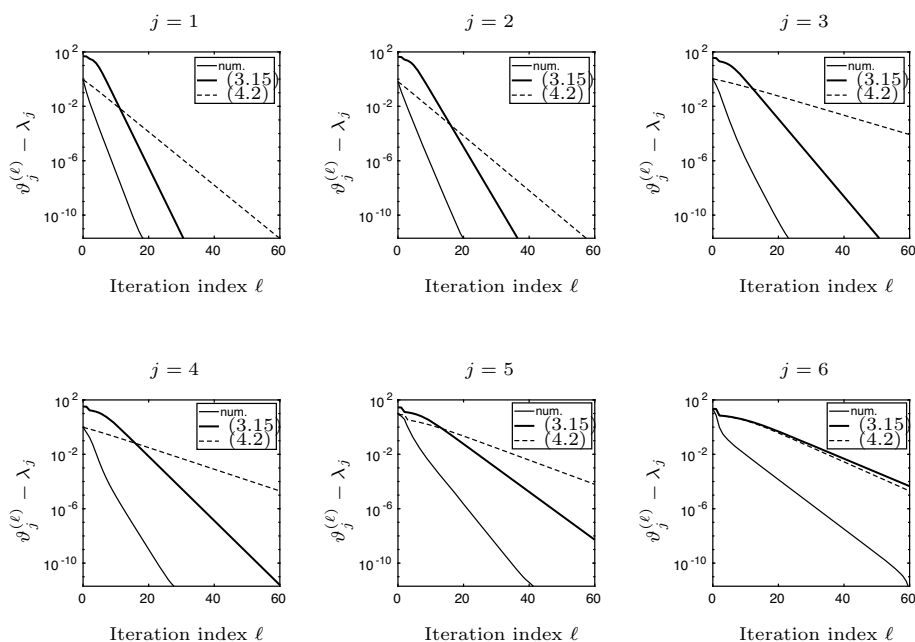 j = 1
10^2
10^-2
10^-6
10^-10
0 20 40 60
ϑ_j^(ℓ) − λ_j
Iteration index ℓ
num.
(3.15)
(4.2)
j = 2
10^2
10^-2
10^-6
10^-10
0 20 40 60
ϑ_j^(ℓ) − λ_j
Iteration index ℓ
num.
(3.15)
(4.2)
j = 3
10^2
10^-2
10^-6
10^-10
0 20 40 60
ϑ_j^(ℓ) − λ_j
Iteration index ℓ
num.
(3.15)
(4.2)
j = 4
10^2
10^-2
10^-6
10^-10
0 20 40 60
ϑ_j^(ℓ) − λ_j
Iteration index ℓ
num.
(3.15)
(4.2)
j = 5
10^2
10^-2
10^-6
10^-10
0 20 40 60
ϑ_j^(ℓ) − λ_j
Iteration index ℓ
num.
(3.15)
(4.2)
j = 6
10^2
10^-2
10^-6
10^-10
0 20 40 60
ϑ_j^(ℓ) − λ_j
Iteration index ℓ
num.
(3.15)
(4.2)